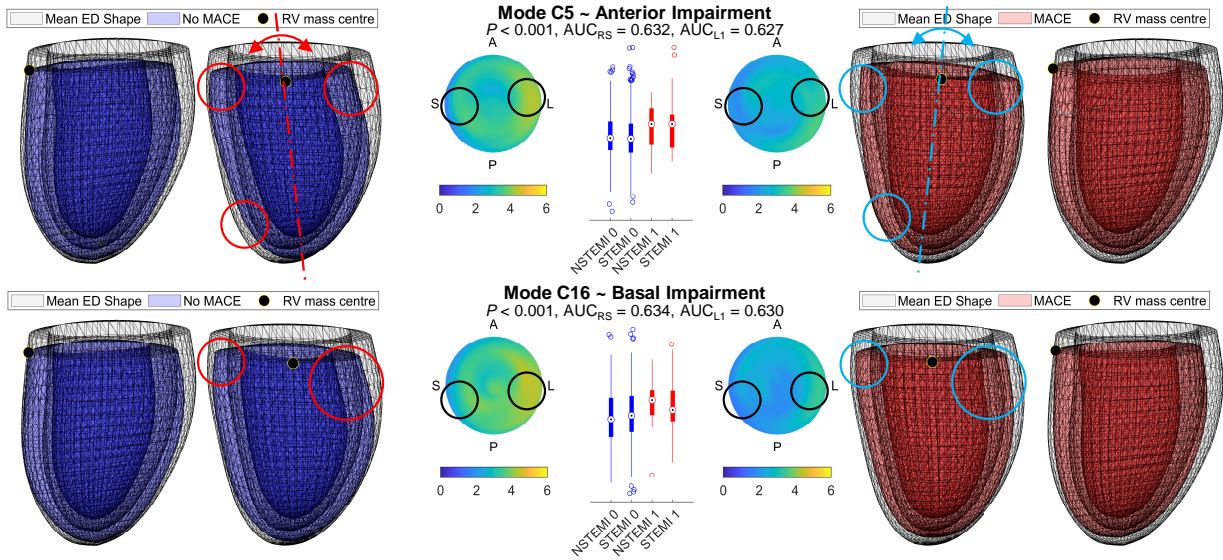 Mean ED Shape No MACE RV mass centre
Mode C5 ~ Anterior Impairment
P < 0.001, AUC_RS = 0.632, AUC_L1 = 0.627
Mean ED Shape MACE RV mass centre
A
S L
P
0 2 4 6
NSTEMI 0
STEMI 0
NSTEMI 1
STEMI 1
A
S L
P
0 2 4 6
Mean ED Shape No MACE RV mass centre
Mode C16 ~ Basal Impairment
P < 0.001, AUC_RS = 0.634, AUC_L1 = 0.630
Mean ED Shape MACE RV mass centre
A
S L
P
0 2 4 6
NSTEMI 0
STEMI 0
NSTEMI 1
STEMI 1
A
S L
P
0 2 4 6